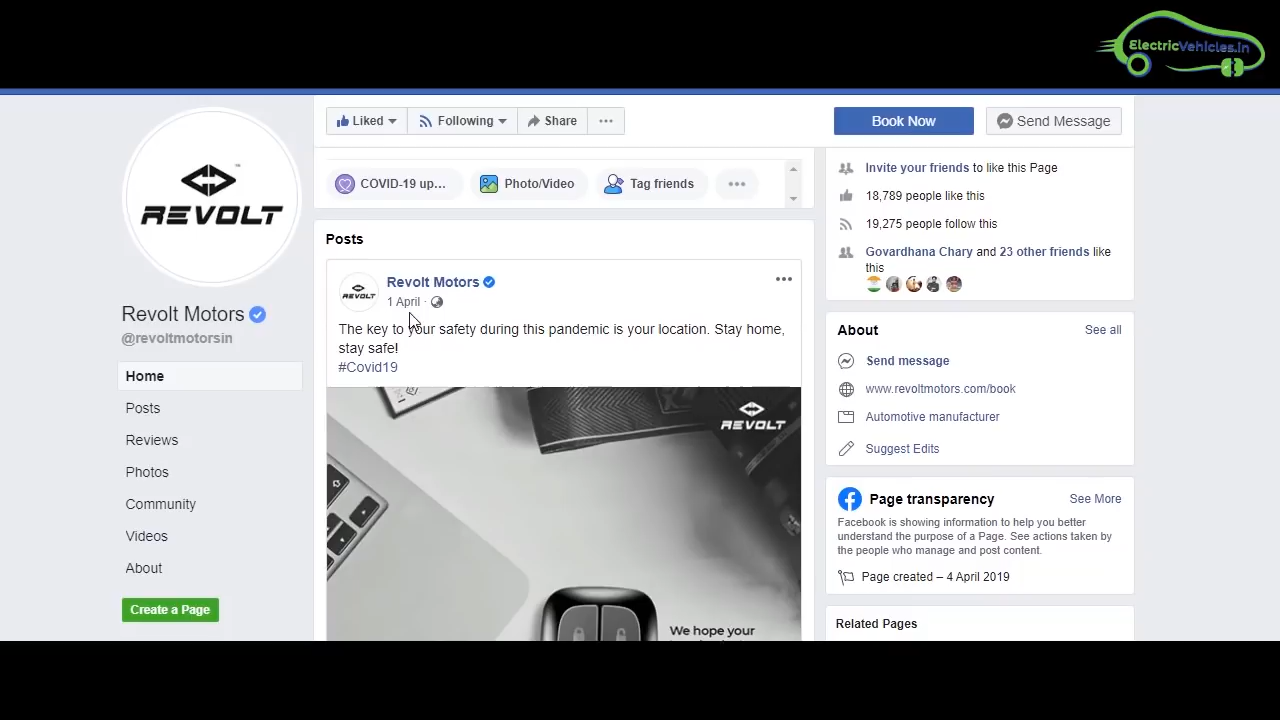 ElectricVehicles.in
Liked
Following
Share
Book Now
Send Message
REVOLT
Revolt Motors
@revoltmotorsin
Home
Posts
Reviews
Photos
Community
Videos
About
Create a Page
COVID-19 up...
Photo/Video
Tag friends
Posts
REVOLT
Revolt Motors
1 April ·
The key to your safety during this pandemic is your location. Stay home,
stay safe!
#Covid19
REVOLT
We hope your
Invite your friends to like this Page
18,789 people like this
19,275 people follow this
Govardhana Chary and 23 other friends like
this
About
See all
Send message
www.revoltmotors.com/book
Automotive manufacturer
Suggest Edits
Page transparency
See More
Facebook is showing information to help you better
understand the purpose of a Page. See actions taken by
the people who manage and post content.
Page created – 4 April 2019
Related Pages